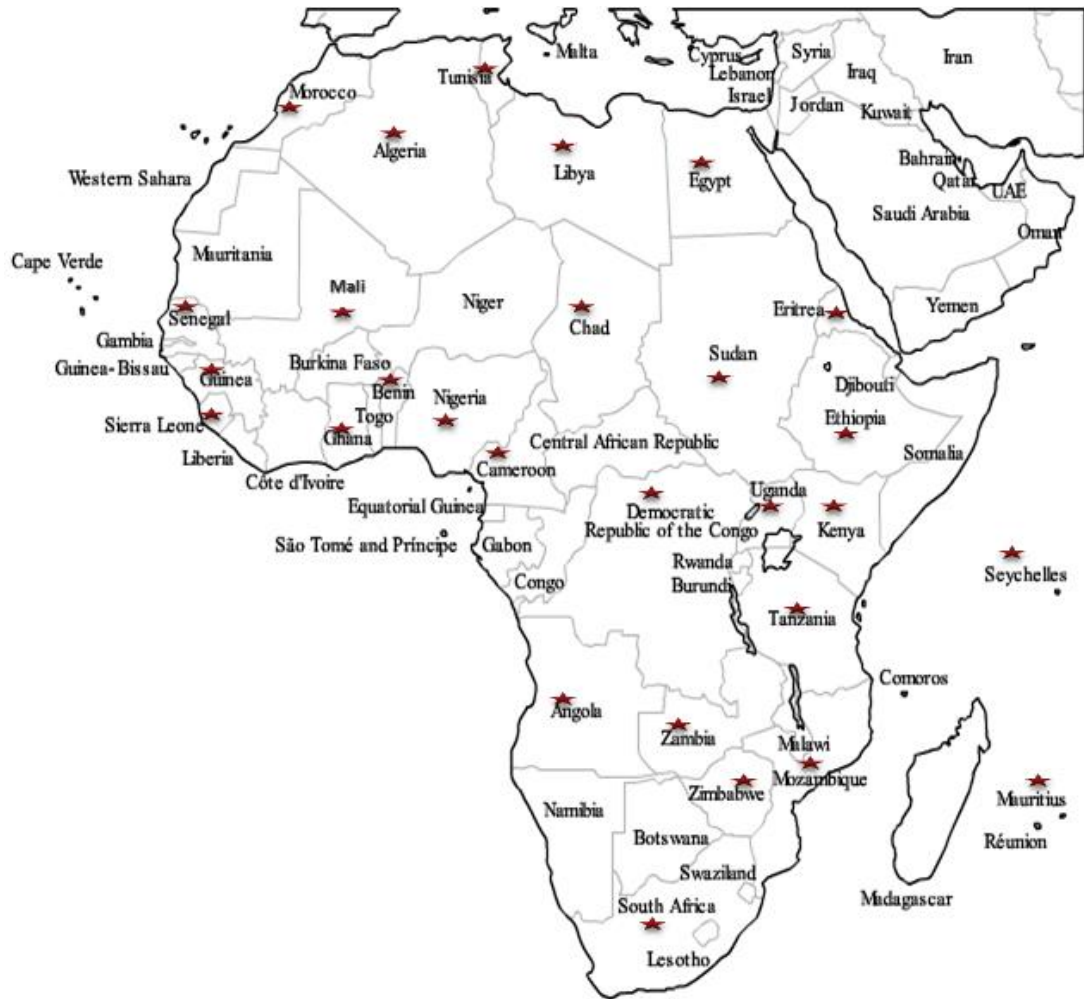 Malta
Cyprus
Syria
Iran
Tunisia
Lebanon
Iraq
Morocco
Israel
Jordan
Kuwait
Algeria
Libya
Egypt
Bahrain
Western Sahara
Qatar
UAE
Saudi Arabia
Oman
Mauritania
Cape Verde
Mali
Niger
Chad
Eritrea
Yemen
Senegal
Gambia
Sudan
Burkina Faso
Guinea-Bissau
Guinea
Benin
Djibouti
Nigeria
Togo
Ethiopia
Sierra Leone
Ghana
Central African Republic
Somalia
Liberia
Cameroon
Côte d'Ivoire
Uganda
Equatorial Guinea
Democratic
Republic of the Congo
Kenya
São Tomé and Príncipe
Gabon
Rwanda
Seychelles
Congo
Burundi
Tanzania
Comoros
Angola
Zambia
Malawi
Mozambique
Zimbabwe
Mauritius
Namibia
Botswana
Réunion
Swaziland
Madagascar
South Africa
Lesotho